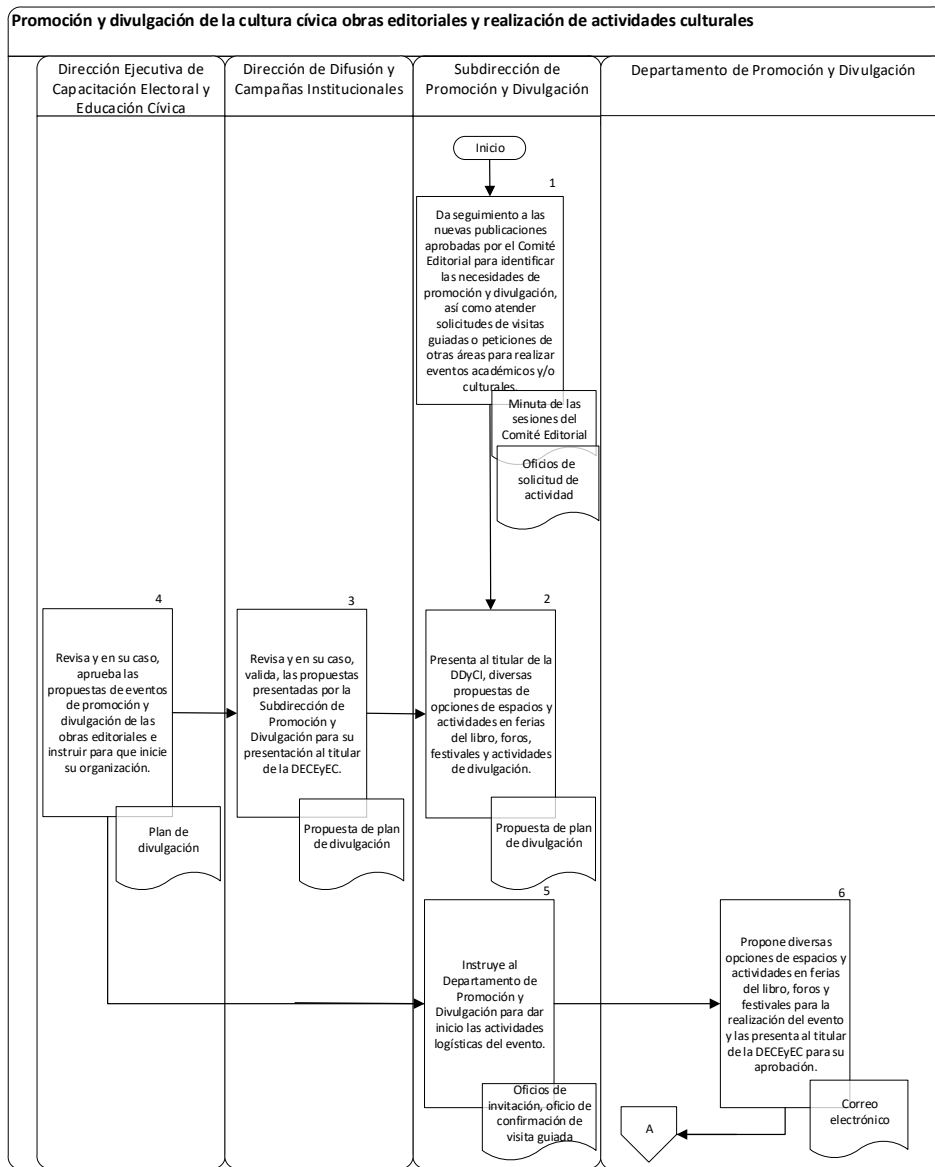 Promoción y divulgación de la cultura cívica obras editoriales y realización de actividades culturales
Dirección Ejecutiva de
Capacitación Electoral y
Educación Cívica
Dirección de Difusión y
Campañas Institucionales
Subdirección de
Promoción y Divulgación
Departamento de Promoción y Divulgación
Inicio
1
Da seguimiento a las
nuevas publicaciones
aprobadas por el Comité
Editorial para identificar
las necesidades de
promoción y divulgación,
así como atender
solicitudes de visitas
guiadas o peticiones de
otras áreas para realizar
eventos académicos y/o
culturales.
Minuta de las
sesiones del
Comité Editorial
Oficios de
solicitud de
actividad
2
Presenta al titular de la
DDyCI, diversas
propuestas de
opciones de espacios y
actividades en ferias
del libro, foros,
festivales y actividades
de divulgación.
Propuesta de plan
de divulgación
3
Revisa y en su caso,
valida, las propuestas
presentadas por la
Subdirección de
Promoción y
Divulgación para su
presentación al titular
de la DECEyEC.
Propuesta de plan
de divulgación
4
Revisa y en su caso,
aprueba las
propuestas de eventos
de promoción y
divulgación de las
obras editoriales e
instruir para que inicie
su organización.
Plan de
divulgación
5
Instruye al
Departamento de
Promoción y
Divulgación para dar
inicio las actividades
logísticas del evento.
Oficios de
invitación, oficio de
confirmación de
visita guiada
6
Propone diversas
opciones de espacios y
actividades en ferias
del libro, foros y
festivales para la
realización del evento
y las presenta al titular
de la DECEyEC para su
aprobación.
Correo
electrónico
A